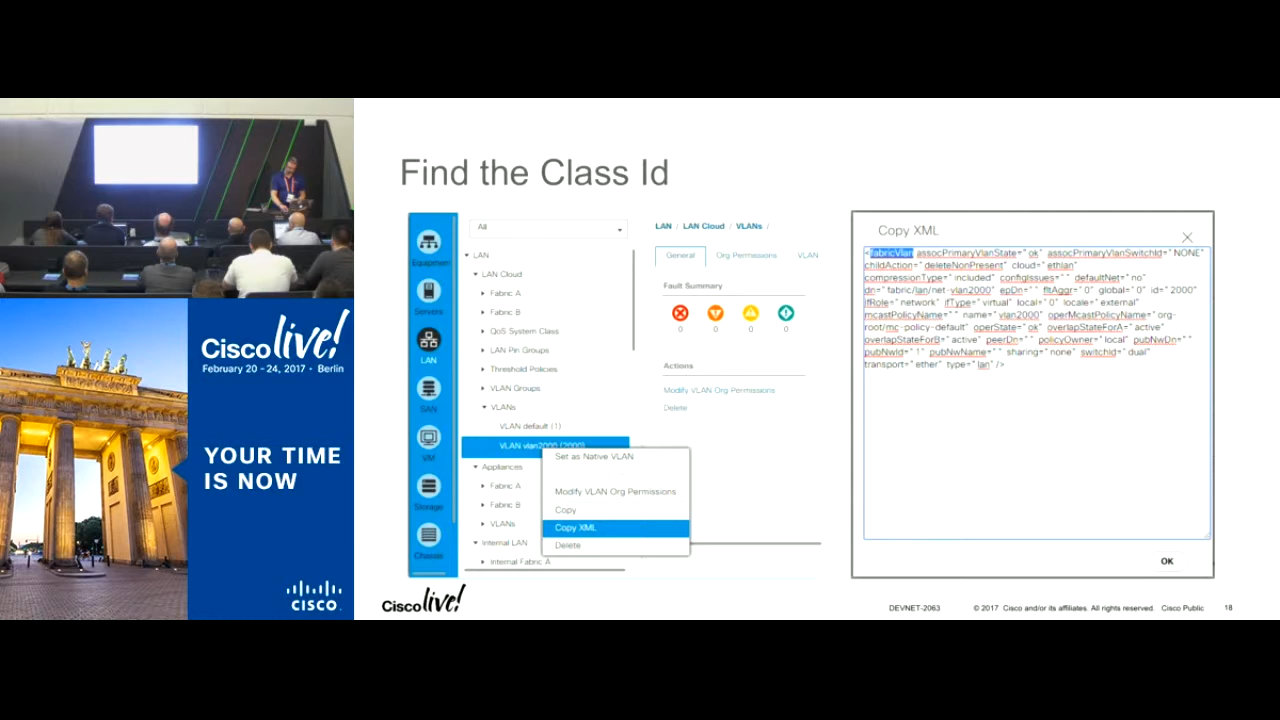 Find the Class Id
Equipment
Servers
LAN
SAN
VM
Storage
Chassis
All
LAN
LAN Cloud
Fabric A
Fabric B
QoS System Class
LAN Pin Groups
Threshold Policies
VLAN Groups
VLANs
VLAN default (1)
VLAN vlan2000 (2000)
Appliances
Fabric A
Fabric B
VLANs
Internal LAN
Internal Fabric A
LAN / LAN Cloud / VLANs /
General Org Permissions VLAN
Fault Summary
0 0 0 0
Actions
Modify VLAN Org Permissions
Delete
Set as Native VLAN
Modify VLAN Org Permissions
Copy
Copy XML
Delete
Copy XML
<fabricVlan assocPrimaryVlanState="ok" assocPrimaryVlanSwitchId="NONE"
childAction="deleteNonPresent" cloud="ethlan"
compressionType="included" configIssues="" defaultNet="no"
dn="fabric/lan/net-vlan2000" epDn="" fltAggr="0" global="0" id="2000"
ifRole="network" ifType="virtual" local="0" locale="external"
mcastPolicyName="" name="vlan2000" operMcastPolicyName="org-
root/mc-policy-default" operState="ok" overlapStateForA="active"
overlapStateForB="active" peerDn="" policyOwner="local" pubNwDn=""
pubNwId="1" pubNwName="" sharing="none" switchId="dual"
transport="ether" type="lan" />
OK
Cisco live!
February 20 - 24, 2017 • Berlin
YOUR TIME
IS NOW
CISCO.
Cisco live!
DEVNET-2063 © 2017 Cisco and/or its affiliates. All rights reserved. Cisco Public 18